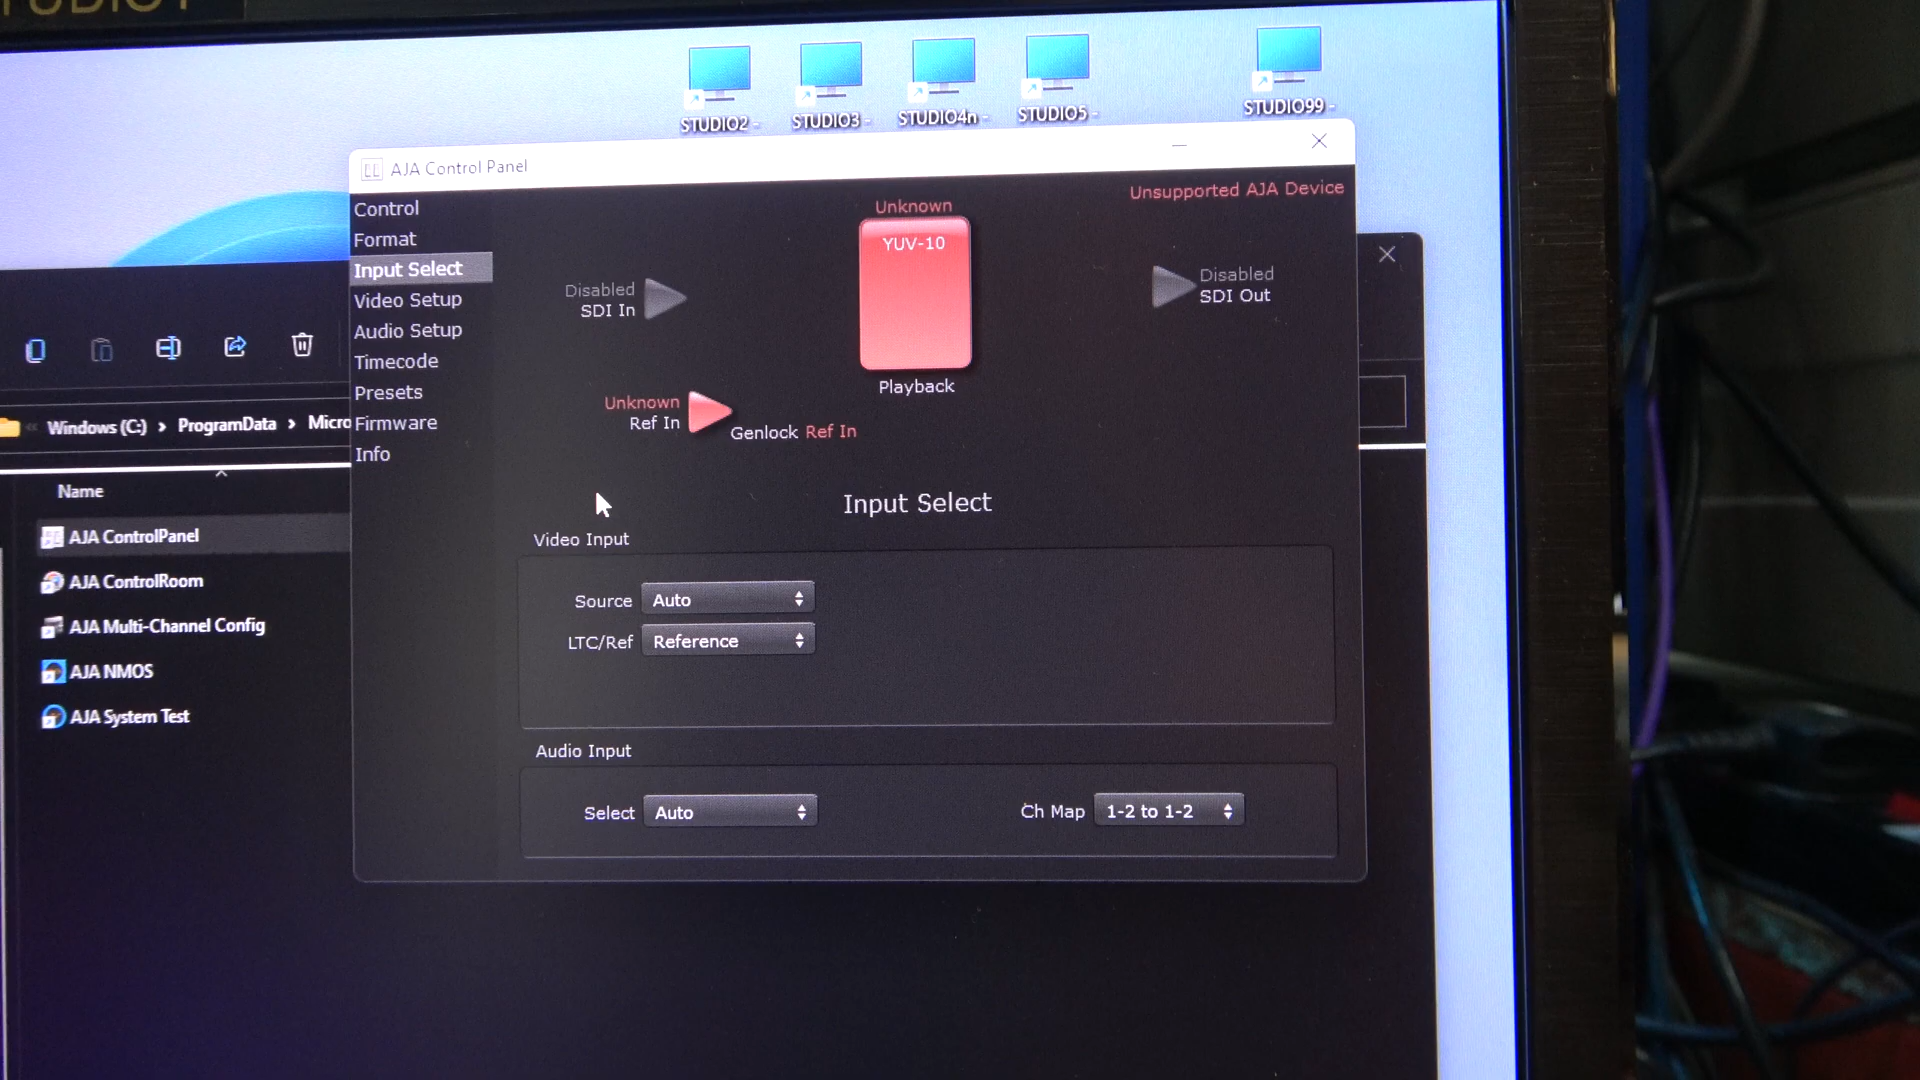 STUDIO2 -
STUDIO3 -
STUDIO4n -
STUDIO5 -
STUDIO99 -
AJA Control Panel
Unsupported AJA Device
Control
Format
Input Select
Video Setup
Audio Setup
Timecode
Presets
Firmware
Info
Unknown
YUV-10
Playback
Disabled
SDI In
Disabled
SDI Out
Unknown
Ref In
Genlock Ref In
Input Select
Video Input
Source Auto
LTC/Ref Reference
Audio Input
Select Auto
Ch Map 1-2 to 1-2
Windows (C:) > ProgramData > Micro
Name
AJA ControlPanel
AJA ControlRoom
AJA Multi-Channel Config
AJA NMOS
AJA System Test